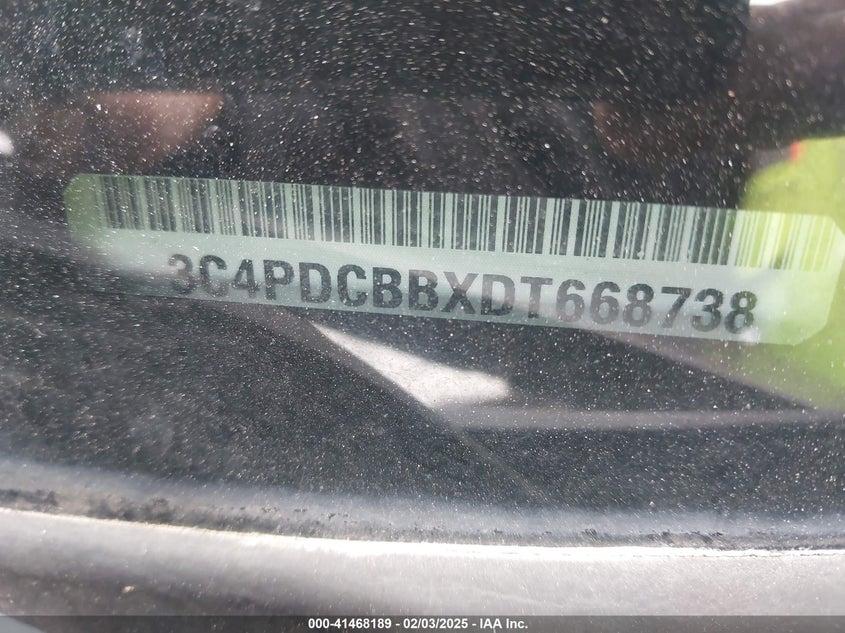 3C4PDCBBXDT668738
000-41468189 — 02/03/2025 — IAA Inc.